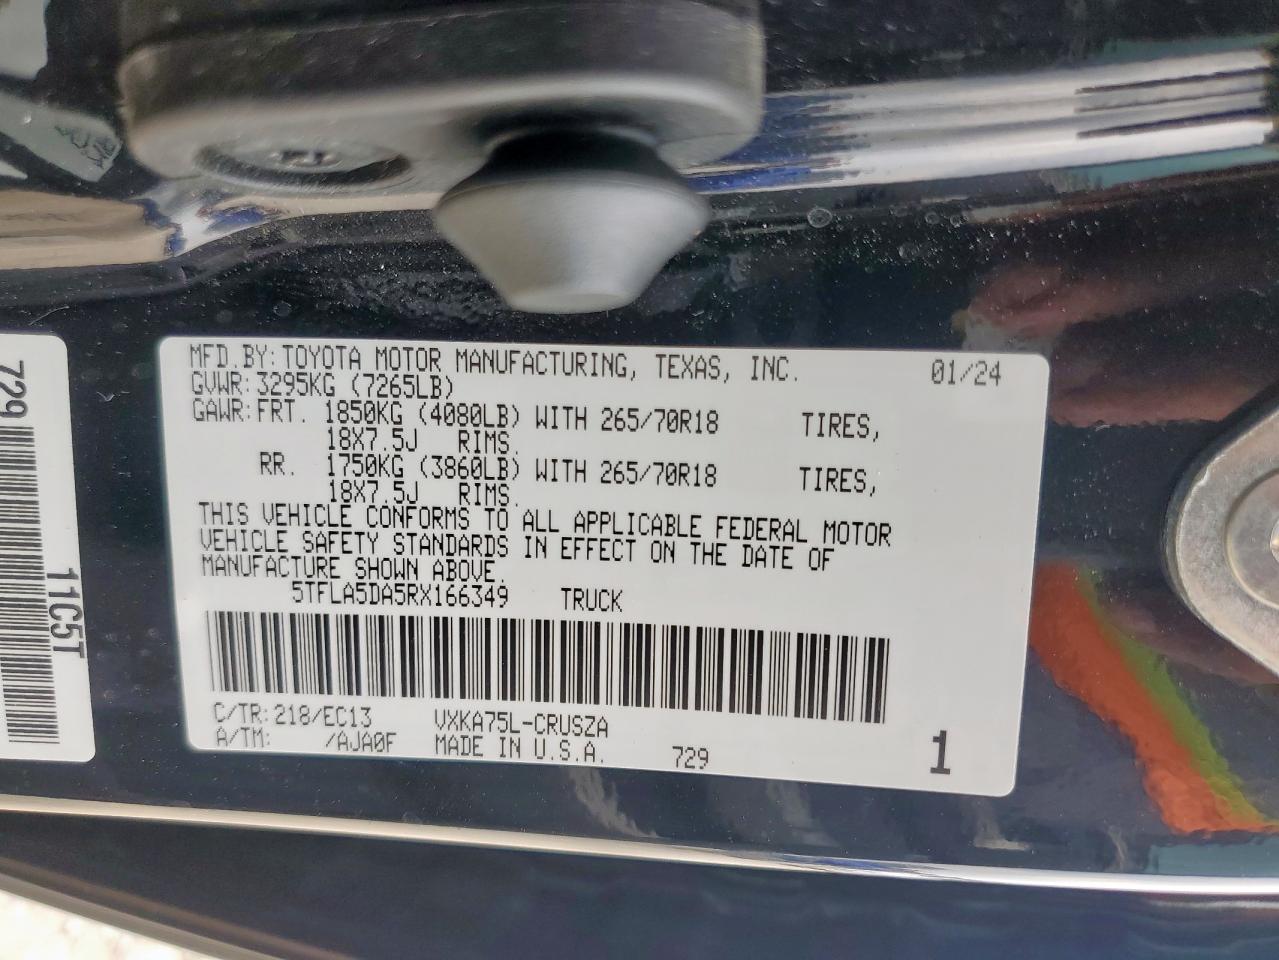 MFD.BY:TOYOTA MOTOR MANUFACTURING, TEXAS, INC. 01/24
GVWR:3295KG (7265LB)
GAWR:FRT. 1850KG (4080LB) WITH 265/70R18 TIRES,
18X7.5J RIMS.
RR. 1750KG (3860LB) WITH 265/70R18 TIRES,
18X7.5J RIMS.
THIS VEHICLE CONFORMS TO ALL APPLICABLE FEDERAL MOTOR
VEHICLE SAFETY STANDARDS IN EFFECT ON THE DATE OF
MANUFACTURE SHOWN ABOVE.
5TFLA5DA5RX166349 TRUCK
C/TR:218/EC13 VXKA75L-CRUSZA
A/TM: /AJA0F MADE IN U.S.A. 729 1
729
11C5T